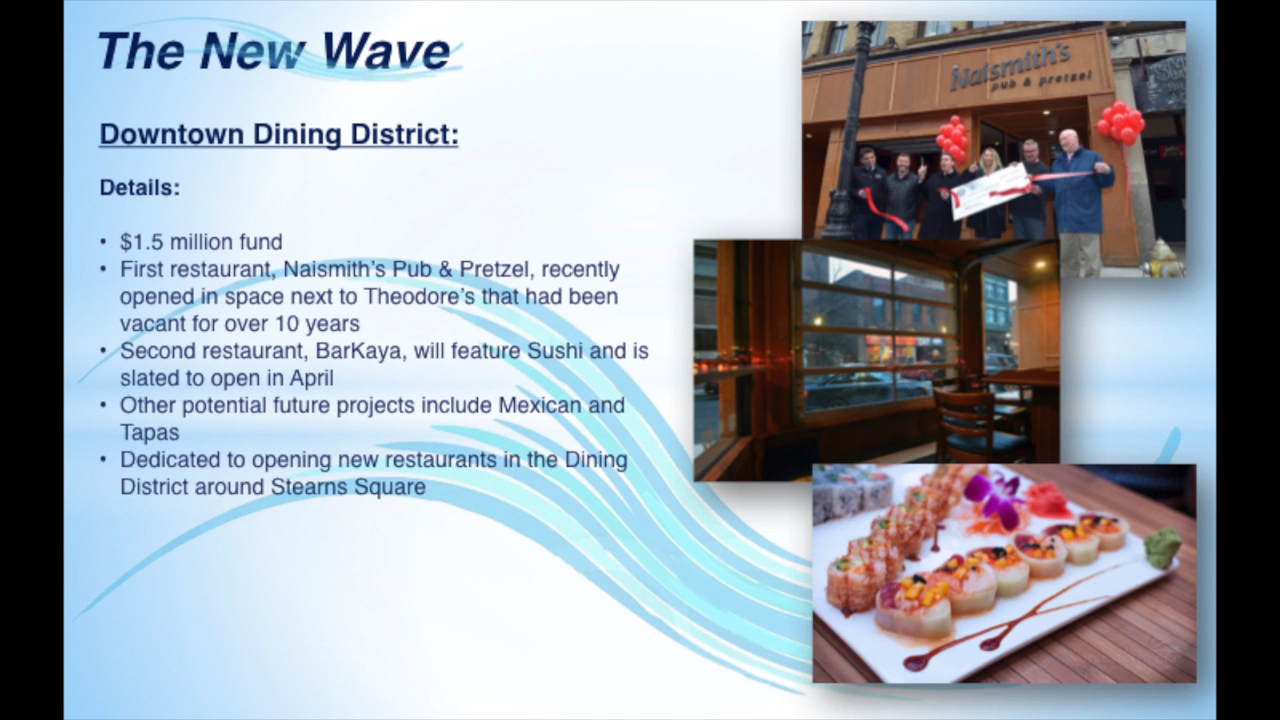 The New Wave
Downtown Dining District:
Details:
• $1.5 million fund
• First restaurant, Naismith's Pub & Pretzel, recently
opened in space next to Theodore's that had been
vacant for over 10 years
• Second restaurant, BarKaya, will feature Sushi and is
slated to open in April
• Other potential future projects include Mexican and
Tapas
• Dedicated to opening new restaurants in the Dining
District around Stearns Square
Naismith's
pub & pretzel